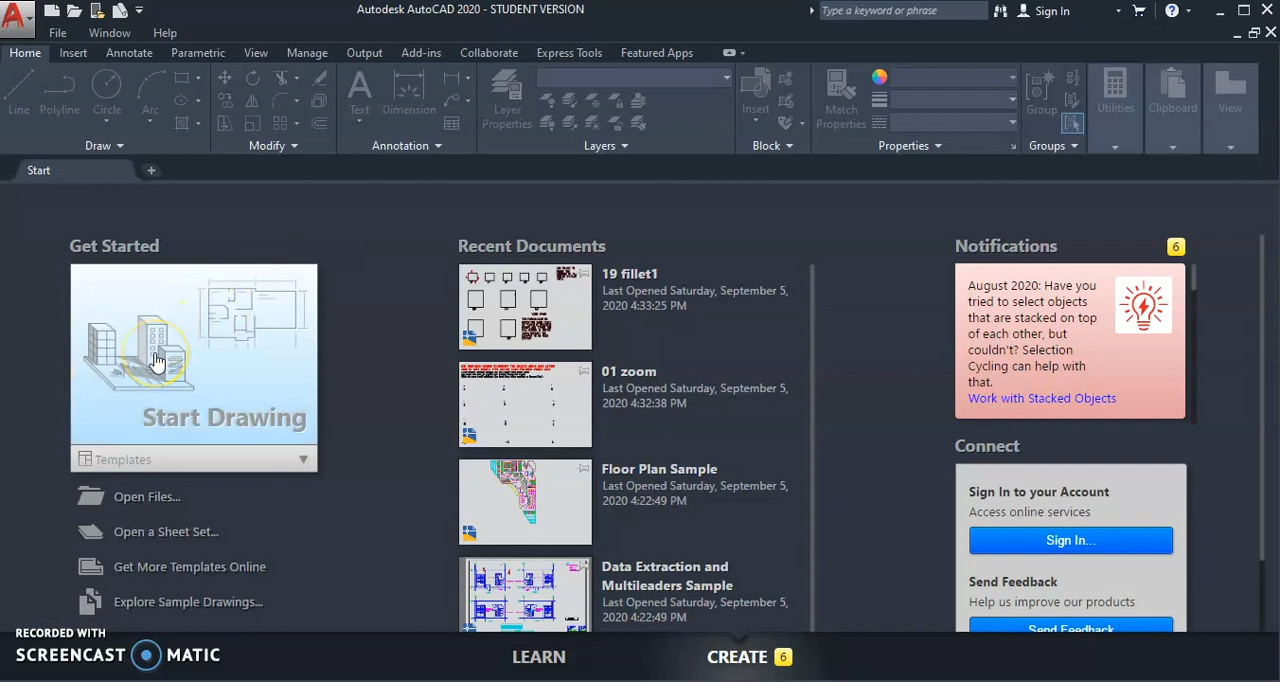 Autodesk AutoCAD 2020 - STUDENT VERSION
Type a keyword or phrase
Sign In
File Window Help
Home Insert Annotate Parametric View Manage Output Add-ins Collaborate Express Tools Featured Apps
Line Polyline Circle Arc
Text Dimension
Layer Properties
Insert
Match Properties
Group
Utilities
Clipboard
View
Draw Modify Annotation Layers Block Properties Groups
Start
Get Started
Start Drawing
Templates
Open Files...
Open a Sheet Set...
Get More Templates Online
Explore Sample Drawings...
Recent Documents
19 fillet1
Last Opened Saturday, September 5,
2020 4:33:25 PM
01 zoom
Last Opened Saturday, September 5,
2020 4:32:38 PM
Floor Plan Sample
Last Opened Saturday, September 5,
2020 4:22:49 PM
Data Extraction and
Multileaders Sample
Last Opened Saturday, September 5,
2020 4:22:49 PM
Notifications 6
August 2020: Have you
tried to select objects
that are stacked on top
of each other, but
couldn't? Selection
Cycling can help with
that.
Work with Stacked Objects
Connect
Sign In to your Account
Access online services
Sign In...
Send Feedback
Help us improve our products
Send Feedback
RECORDED WITH
SCREENCAST MATIC
LEARN
CREATE 6